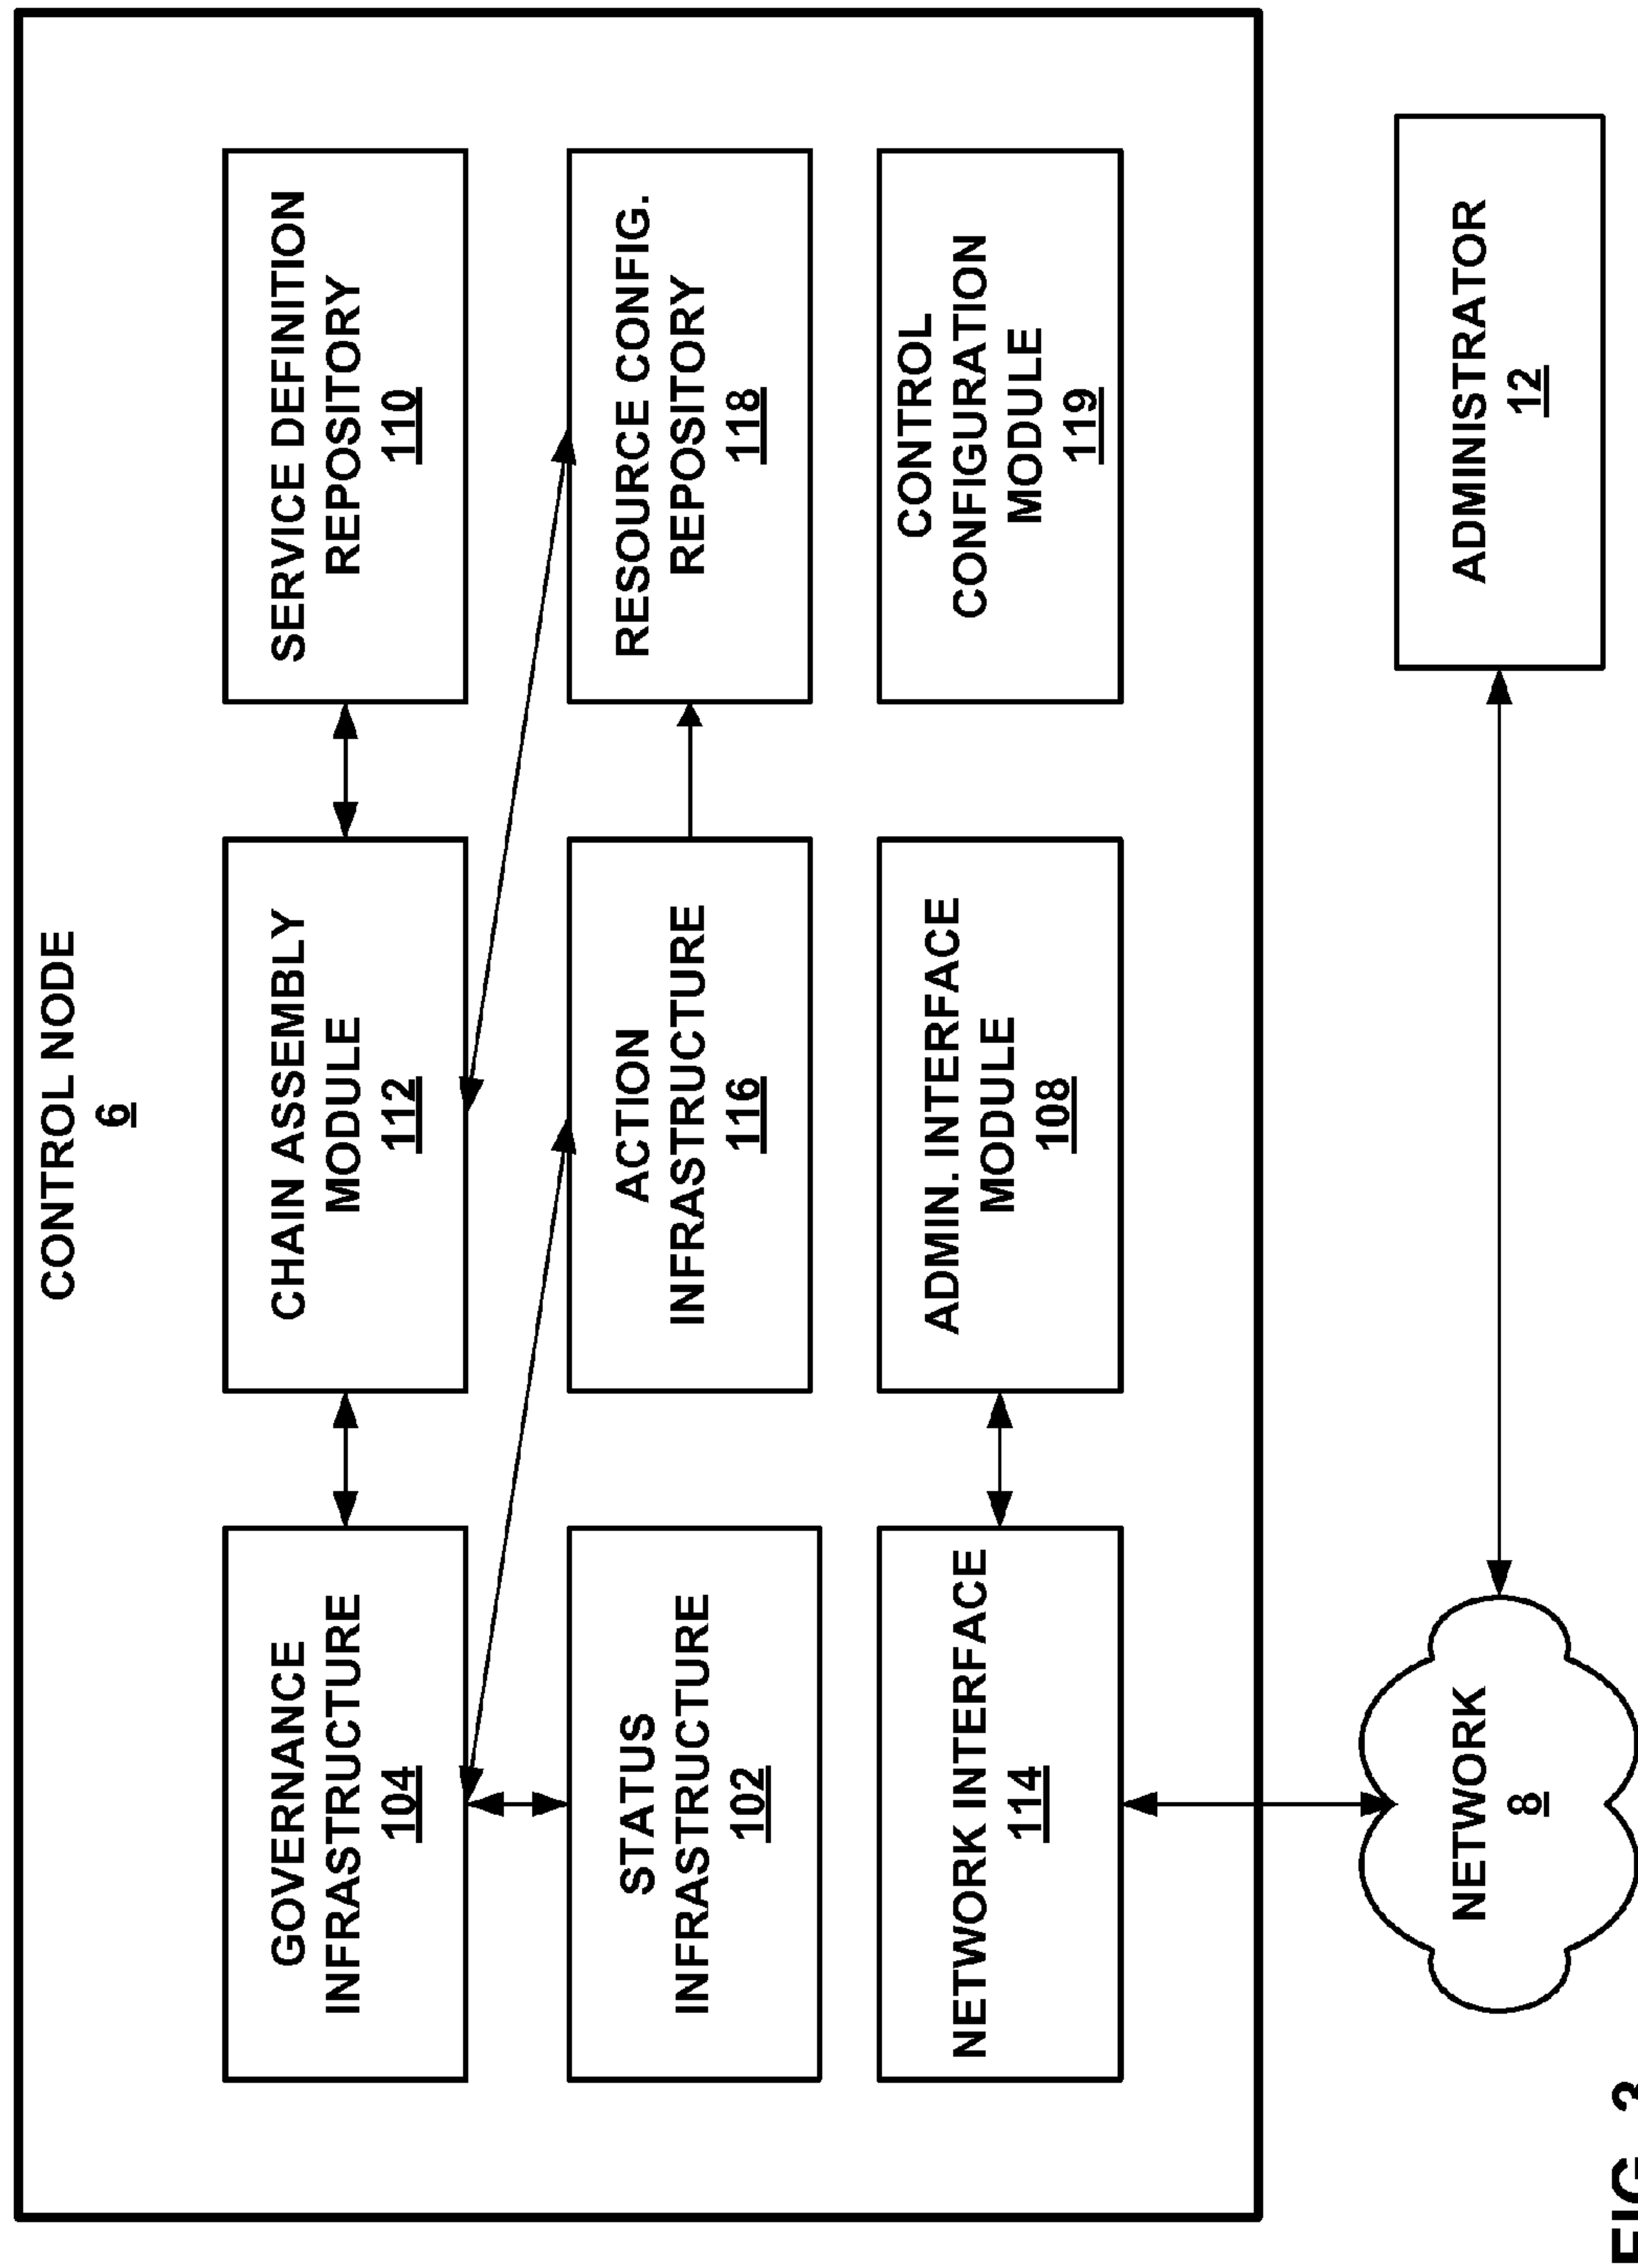 CONTROL NODE
6
GOVERNANCE
INFRASTRUCTURE
104
CHAIN ASSEMBLY
MODULE
112
SERVICE DEFINITION
REPOSITORY
110
STATUS
INFRASTRUCTURE
102
ACTION
INFRASTRUCTURE
116
RESOURCE CONFIG.
REPOSITORY
118
NETWORK INTERFACE
114
ADMIN. INTERFACE
MODULE
108
CONTROL
CONFIGURATION
MODULE
119
NETWORK
8
ADMINISTRATOR
12
FIG. 3